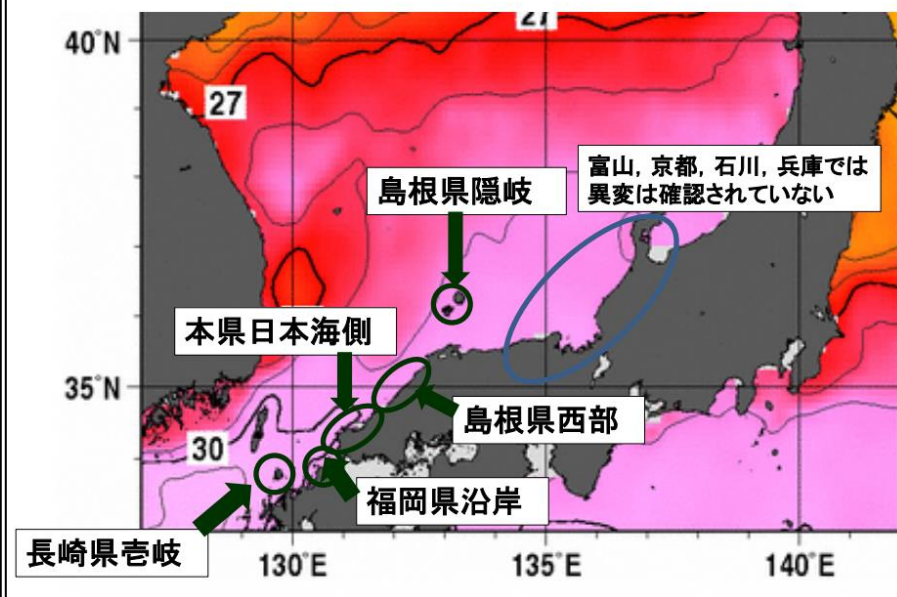 27
40°N
27
富山，京都，石川，兵庫では
異変は確認されていない
島根県隠岐
本県日本海側
35°N
島根県西部
30
福岡県沿岸
長崎県壱岐
130°E
135°E
140°E